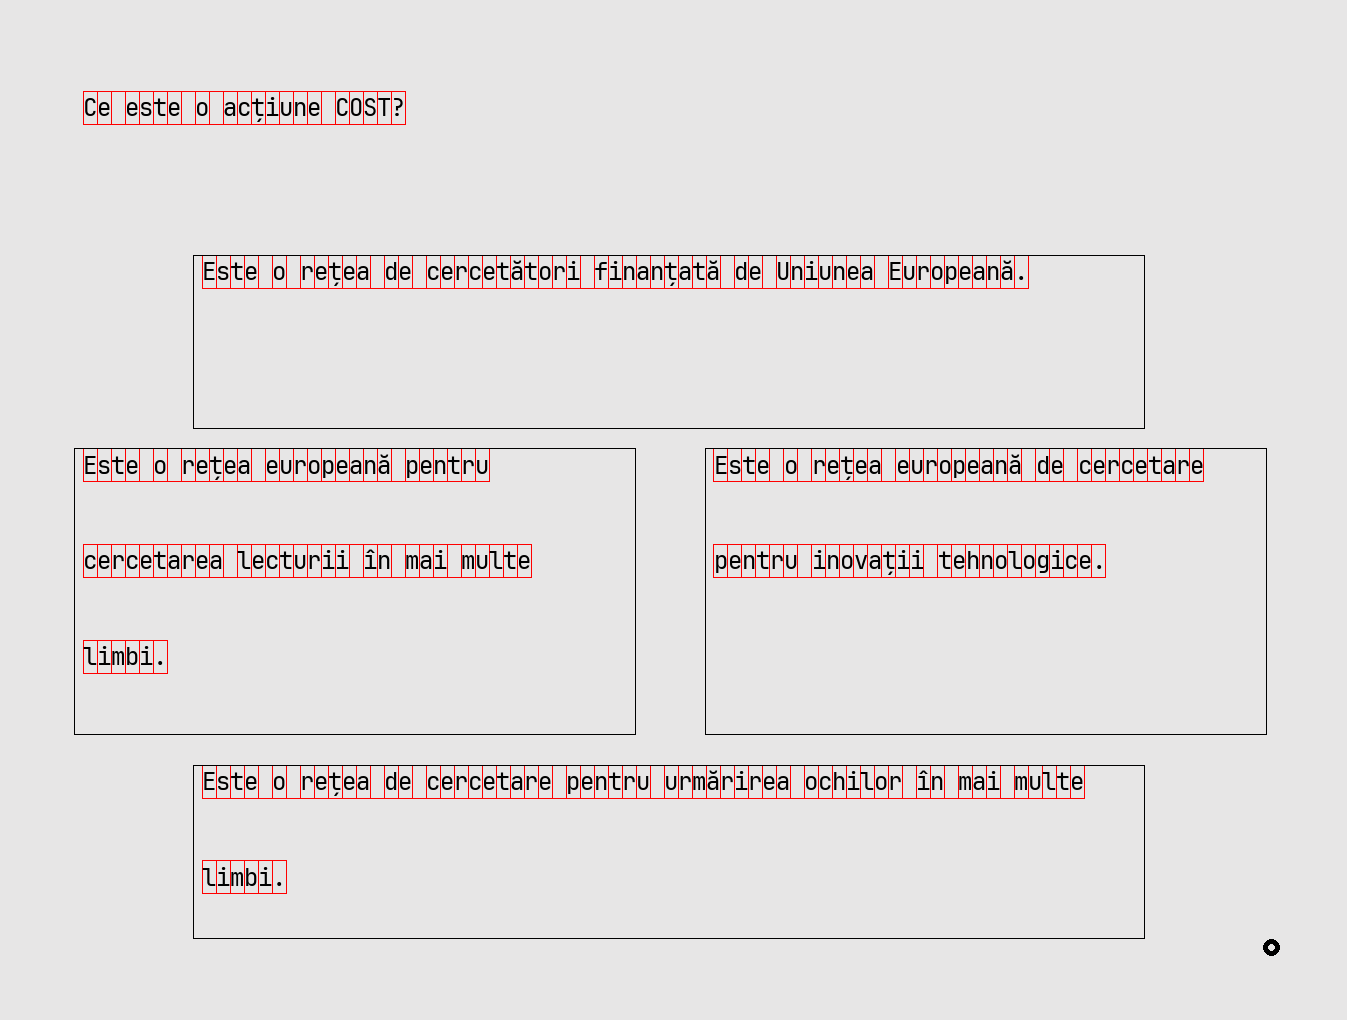 Ce este o acțiune COST?
Este o rețea de cercetători finanțată de Uniunea Europeană.
Este o rețea europeană pentru
cercetarea lecturii în mai multe
limbi.
Este o rețea europeană de cercetare
pentru inovații tehnologice.
Este o rețea de cercetare pentru urmărirea ochilor în mai multe
limbi.